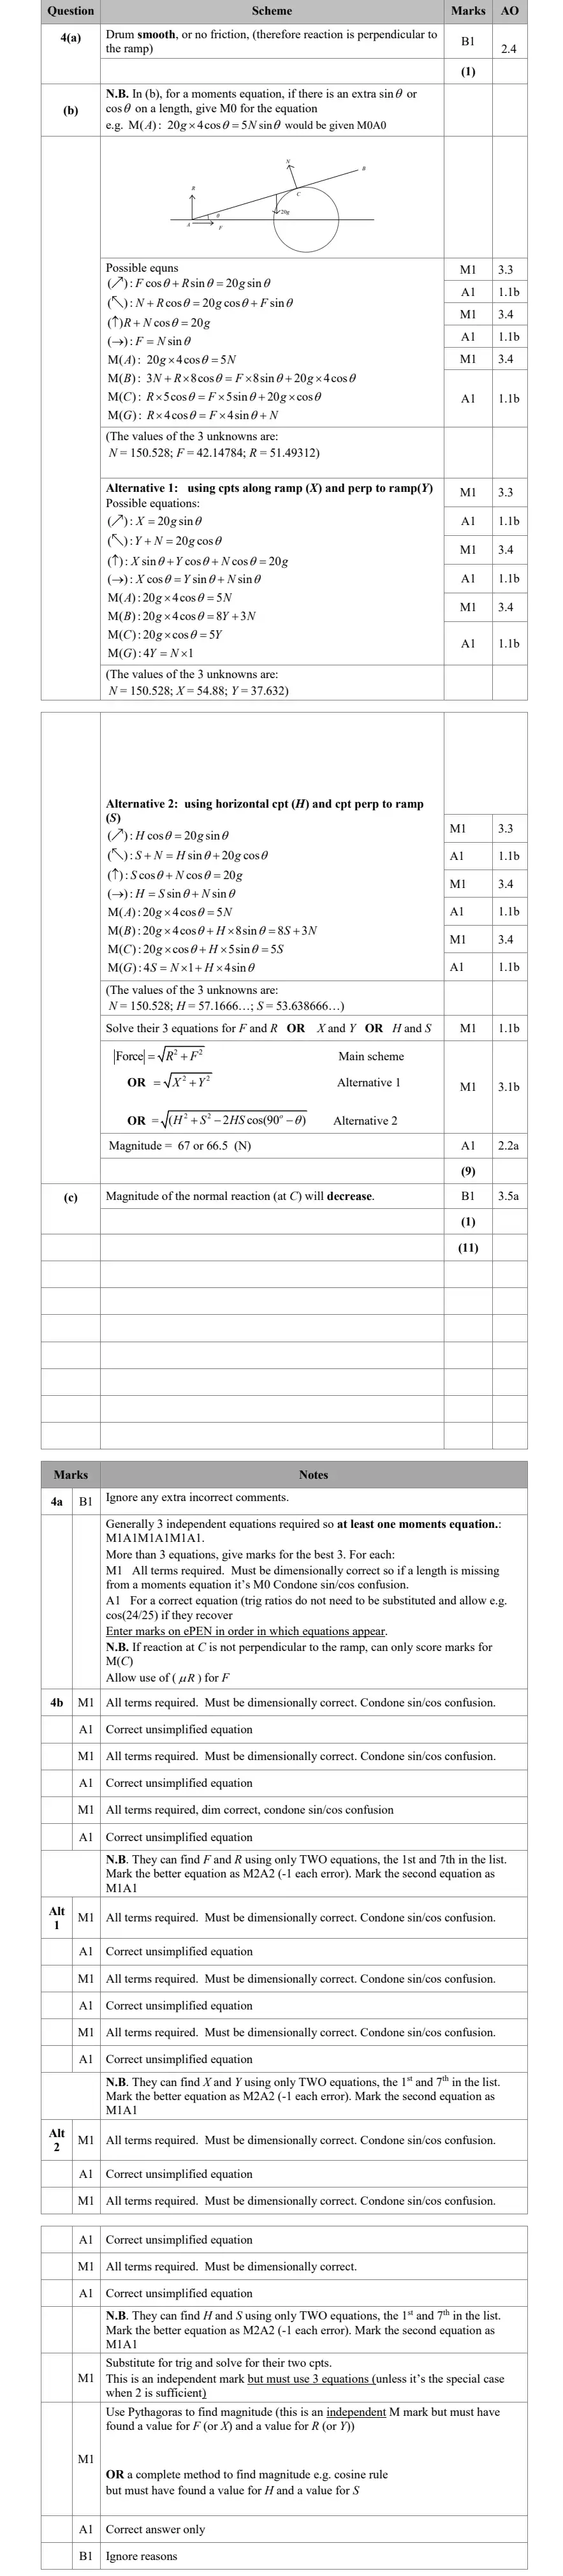 Question Scheme Marks AO
4(a) Drum smooth, or no friction, (therefore reaction is perpendicular to
the ramp) B1 2.4
(1)
(b) N.B. In (b), for a moments equation, if there is an extra sin θ or
cos θ on a length, give M0 for the equation
e.g. M(A): 20g × 4cos θ = 5N sin θ would be given M0A0
N
B
R
C
20g
θ
A
F
Possible equns M1 3.3
(↗): F cos θ + R sin θ = 20g sin θ A1 1.1b
(↖): N + R cos θ = 20g cos θ + F sin θ M1 3.4
(↑) R + N cos θ = 20g A1 1.1b
(→): F = N sin θ
M(A): 20g × 4cos θ = 5N M1 3.4
M(B): 3N + R × 8cos θ = F × 8sin θ + 20g × 4cos θ
M(C): R × 5cos θ = F × 5sin θ + 20g × cos θ A1 1.1b
M(G): R × 4cos θ = F × 4sin θ + N
(The values of the 3 unknowns are:
N = 150.528; F = 42.14784; R = 51.49312)
Alternative 1: using cpts along ramp (X) and perp to ramp(Y) M1 3.3
Possible equations:
(↗): X = 20g sin θ A1 1.1b
(↖): Y + N = 20g cos θ
(↑): X sin θ + Y cos θ + N cos θ = 20g M1 3.4
(→): X cos θ = Y sin θ + N sin θ A1 1.1b
M(A): 20g × 4cos θ = 5N
M(B): 20g × 4cos θ = 8Y + 3N M1 3.4
M(C): 20g × cos θ = 5Y A1 1.1b
M(G): 4Y = N × 1
(The values of the 3 unknowns are:
N = 150.528; X = 54.88; Y = 37.632)
Alternative 2: using horizontal cpt (H) and cpt perp to ramp
(S)
(↗): H cos θ = 20g sin θ M1 3.3
(↖): S + N = H sin θ + 20g cos θ A1 1.1b
(↑): S cos θ + N cos θ = 20g M1 3.4
(→): H = S sin θ + N sin θ
M(A): 20g × 4cos θ = 5N A1 1.1b
M(B): 20g × 4cos θ + H × 8sin θ = 8S + 3N M1 3.4
M(C): 20g × cos θ + H × 5sin θ = 5S
M(G): 4S = N × 1 + H × 4sin θ A1 1.1b
(The values of the 3 unknowns are:
N = 150.528; H = 57.1666…; S = 53.638666…)
Solve their 3 equations for F and R OR X and Y OR H and S M1 1.1b
|Force| = √(R² + F²) Main scheme
OR = √(X² + Y²) Alternative 1 M1 3.1b
OR = √((H² + S² − 2HS cos(90° − θ)) Alternative 2
Magnitude = 67 or 66.5 (N) A1 2.2a
(9)
(c) Magnitude of the normal reaction (at C) will decrease. B1 3.5a
(1)
(11)
Marks Notes
4a B1 Ignore any extra incorrect comments.
Generally 3 independent equations required so at least one moments equation.:
M1A1M1A1M1A1.
More than 3 equations, give marks for the best 3. For each:
M1 All terms required. Must be dimensionally correct so if a length is missing
from a moments equation it's M0 Condone sin/cos confusion.
A1 For a correct equation (trig ratios do not need to be substituted and allow e.g.
cos(24/25) if they recover
Enter marks on ePEN in order in which equations appear.
N.B. If reaction at C is not perpendicular to the ramp, can only score marks for
M(C)
Allow use of ( μR ) for F
4b M1 All terms required. Must be dimensionally correct. Condone sin/cos confusion.
A1 Correct unsimplified equation
M1 All terms required. Must be dimensionally correct. Condone sin/cos confusion.
A1 Correct unsimplified equation
M1 All terms required, dim correct, condone sin/cos confusion
A1 Correct unsimplified equation
N.B. They can find F and R using only TWO equations, the 1st and 7th in the list.
Mark the better equation as M2A2 (-1 each error). Mark the second equation as
M1A1
Alt
1 M1 All terms required. Must be dimensionally correct. Condone sin/cos confusion.
A1 Correct unsimplified equation
M1 All terms required. Must be dimensionally correct. Condone sin/cos confusion.
A1 Correct unsimplified equation
M1 All terms required. Must be dimensionally correct. Condone sin/cos confusion.
A1 Correct unsimplified equation
N.B. They can find X and Y using only TWO equations, the 1st and 7th in the list.
Mark the better equation as M2A2 (-1 each error). Mark the second equation as
M1A1
Alt
2 M1 All terms required. Must be dimensionally correct. Condone sin/cos confusion.
A1 Correct unsimplified equation
M1 All terms required. Must be dimensionally correct. Condone sin/cos confusion.
A1 Correct unsimplified equation
M1 All terms required. Must be dimensionally correct.
A1 Correct unsimplified equation
N.B. They can find H and S using only TWO equations, the 1st and 7th in the list.
Mark the better equation as M2A2 (-1 each error). Mark the second equation as
M1A1
Substitute for trig and solve for their two cpts.
M1 This is an independent mark but must use 3 equations (unless it's the special case
when 2 is sufficient)
Use Pythagoras to find magnitude (this is an independent M mark but must have
found a value for F (or X) and a value for R (or Y))
M1
OR a complete method to find magnitude e.g. cosine rule
but must have found a value for H and a value for S
A1 Correct answer only
B1 Ignore reasons